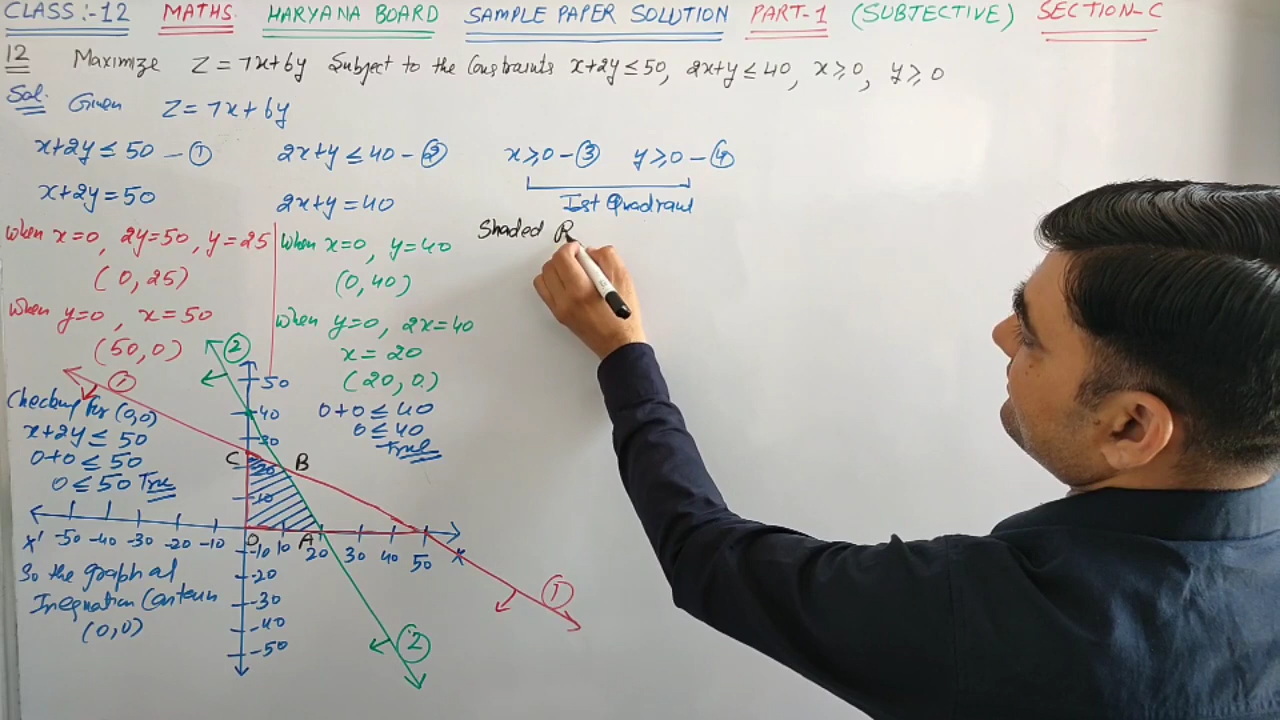 CLASS:-12 MATHS. HARYANA BOARD SAMPLE PAPER SOLUTION PART-1 (SUBJECTIVE) SECTION-C
12 Maximize Z=7x+6y Subject to the Constraints x+2y≤50, 2x+y≤40, x≥0, y≥0
Sol. Given Z=7x+6y
x+2y≤50 -① 2x+y≤40-② x≥0-③ y≥0-④
x+2y=50 2x+y=40 Ist Quadrant
When x=0, 2y=50, y=25
(0,25)
When y=0, x=50
(50,0)
When x=0, y=40
(0,40)
When y=0, 2x=40
x=20
(20,0)
0+0≤40
0≤40
True
Shaded R
Checking for (0,0)
x+2y≤50
0+0≤50
0≤50 True
① ②
50
40
30
C 20 B
10
X' -50 -40 -30 -20 -10 O 10 A 20 30 40 50 X
-10
-20
-30
-40
-50
① ②
So the graph of
Inequation Contain
(0,0)